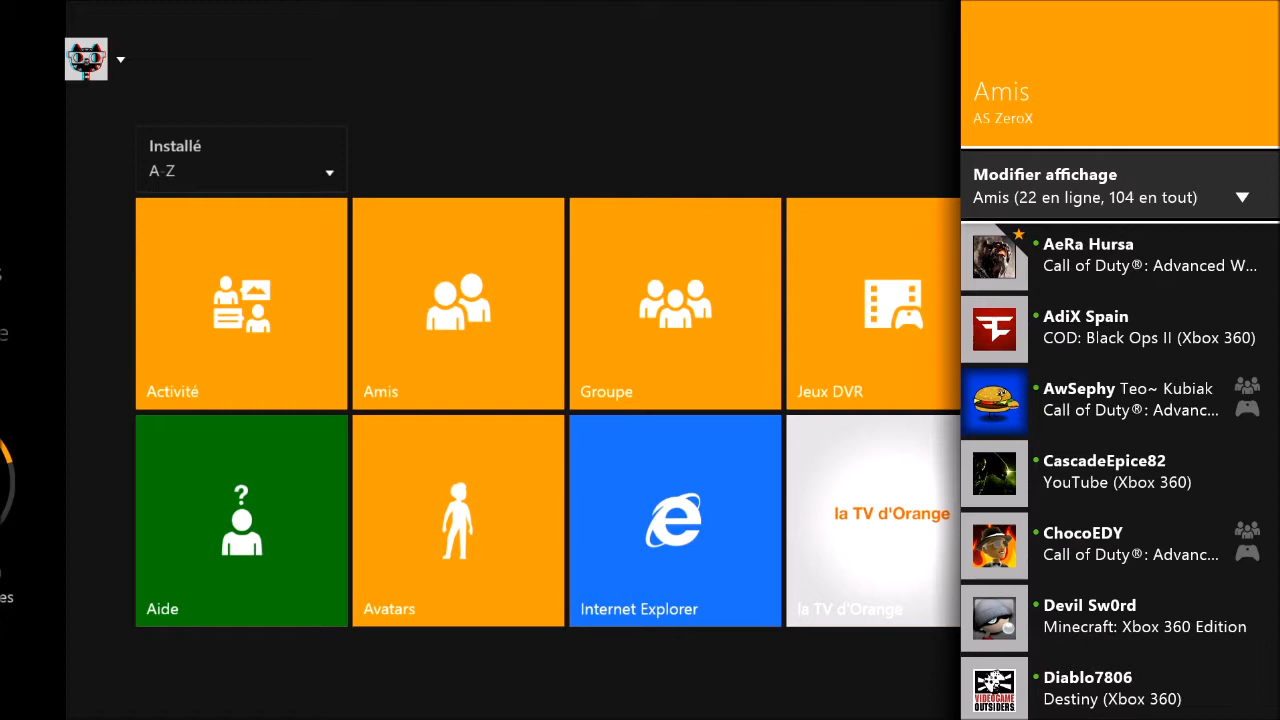 Installé
A-Z
Activité
Amis
Groupe
Jeux DVR
Aide
Avatars
Internet Explorer
la TV d'Orange
la TV d'Orange
es
Amis
AS ZeroX
Modifier affichage
Amis (22 en ligne, 104 en tout)
AeRa Hursa
Call of Duty®: Advanced W...
AdiX Spain
COD: Black Ops II (Xbox 360)
AwSephy Teo~ Kubiak
Call of Duty®: Advanc...
CascadeEpice82
YouTube (Xbox 360)
ChocoEDY
Call of Duty®: Advanc...
Devil Sw0rd
Minecraft: Xbox 360 Edition
Diablo7806
Destiny (Xbox 360)
VIDEOGAME
OUTSIDERS